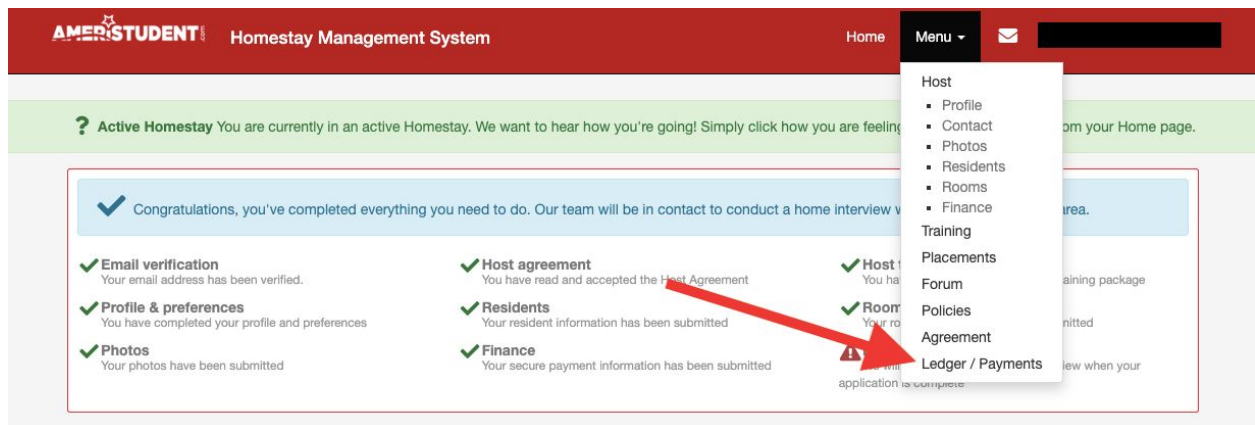 AMERISTUDENT.com
Homestay Management System
Home Menu
Host
Profile
Contact
Photos
Residents
Rooms
Finance
Training
Placements
Forum
Policies
Agreement
Ledger / Payments
? Active Homestay You are currently in an active Homestay. We want to hear how you're going! Simply click how you are feeling om your Home page.
Congratulations, you've completed everything you need to do. Our team will be in contact to conduct a home interview area.
Email verification
Your email address has been verified.
Host agreement
You have read and accepted the Host Agreement
Host
You ha aining package
Profile & preferences
You have completed your profile and preferences
Residents
Your resident information has been submitted
Room
Your ro mitted
Photos
Your photos have been submitted
Finance
Your secure payment information has been submitted
will iew when your
application is complete